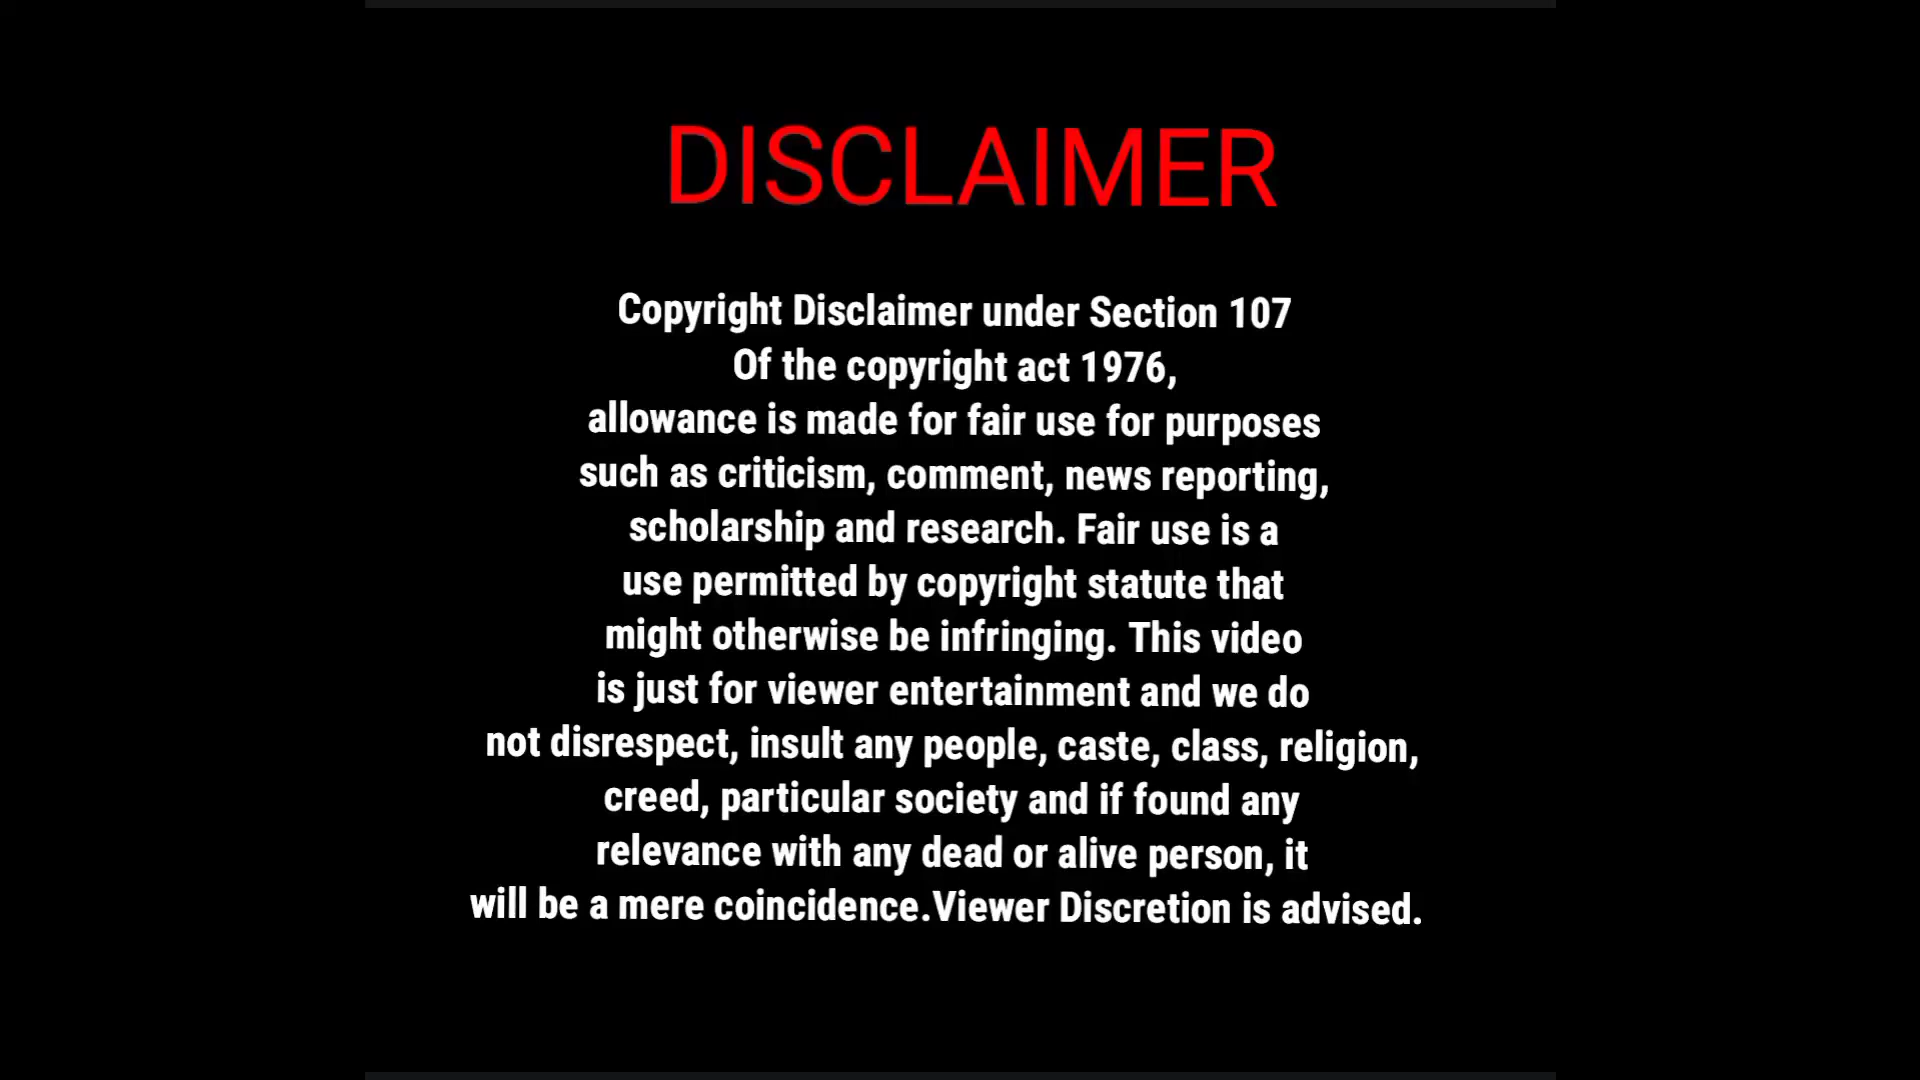 DISCLAIMER
Copyright Disclaimer under Section 107
Of the copyright act 1976,
allowance is made for fair use for purposes
such as criticism, comment, news reporting,
scholarship and research. Fair use is a
use permitted by copyright statute that
might otherwise be infringing. This video
is just for viewer entertainment and we do
not disrespect, insult any people, caste, class, religion,
creed, particular society and if found any
relevance with any dead or alive person, it
will be a mere coincidence.Viewer Discretion is advised.